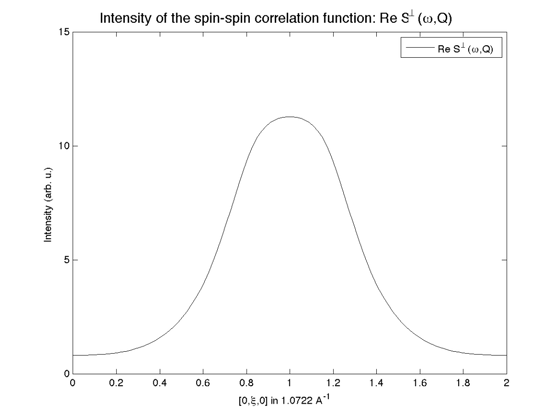 Intensity of the spin-spin correlation function: Re S⊥(ω,Q)
15
Re S⊥(ω,Q)
10
Intensity (arb. u.)
5
0
0 0.2 0.4 0.6 0.8 1 1.2 1.4 1.6 1.8 2
[0,ξ,0] in 1.0722 A⁻¹